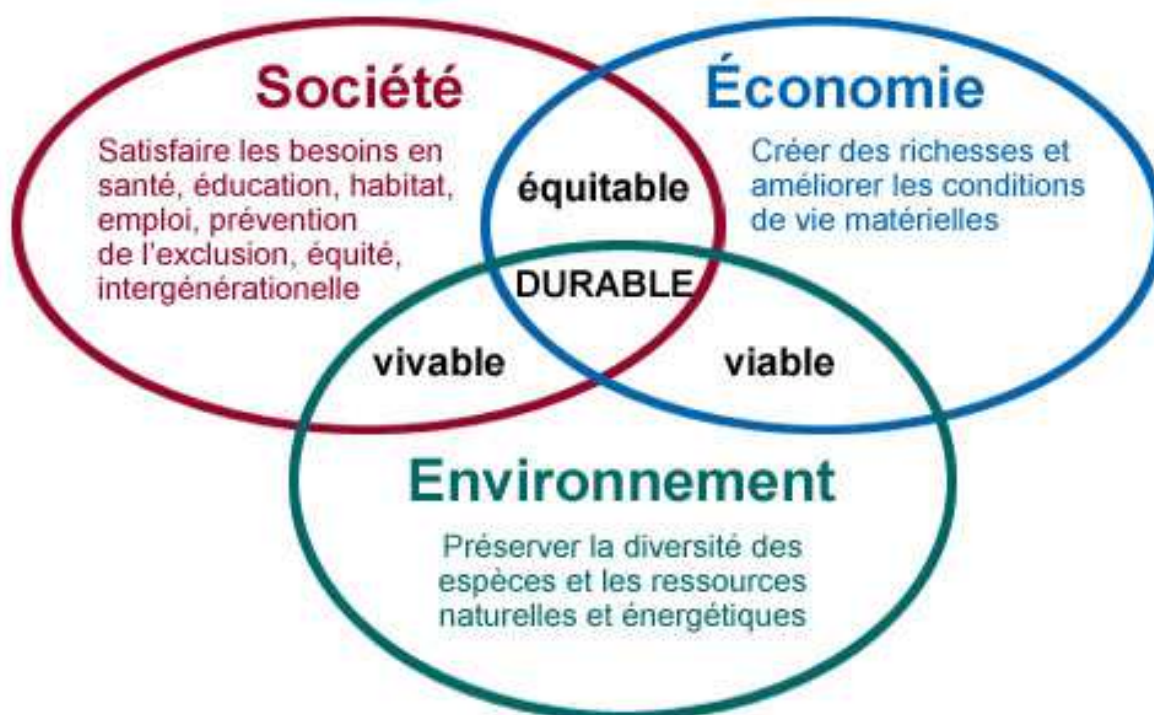 Société
Satisfaire les besoins en
santé, éducation, habitat,
emploi, prévention
de l'exclusion, équité,
intergénérationelle
Économie
Créer des richesses et
améliorer les conditions
de vie matérielles
équitable
DURABLE
vivable
viable
Environnement
Préserver la diversité des
espèces et les ressources
naturelles et énergétiques